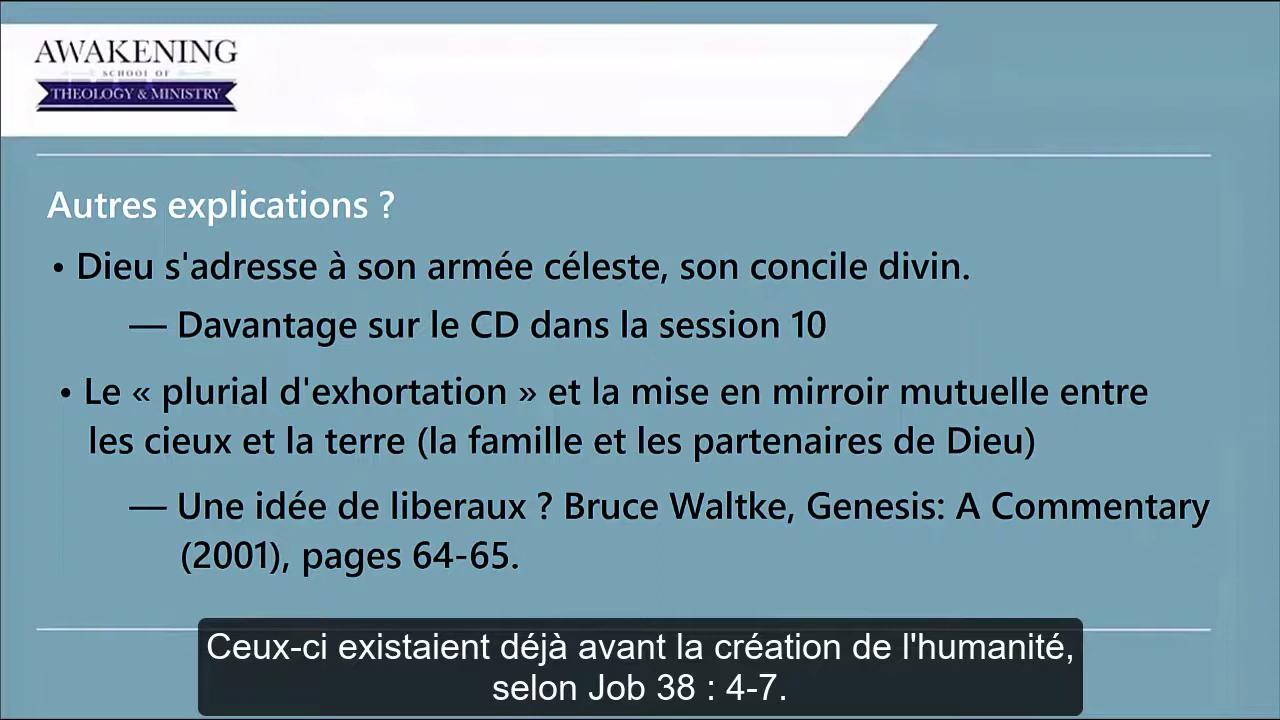 AWAKENING
SCHOOL OF
THEOLOGY & MINISTRY
Autres explications ?
• Dieu s'adresse à son armée céleste, son concile divin.
— Davantage sur le CD dans la session 10
• Le « plurial d'exhortation » et la mise en mirroir mutuelle entre
les cieux et la terre (la famille et les partenaires de Dieu)
— Une idée de liberaux ? Bruce Waltke, Genesis: A Commentary
(2001), pages 64-65.
Ceux-ci existaient déjà avant la création de l'humanité,
selon Job 38 : 4-7.